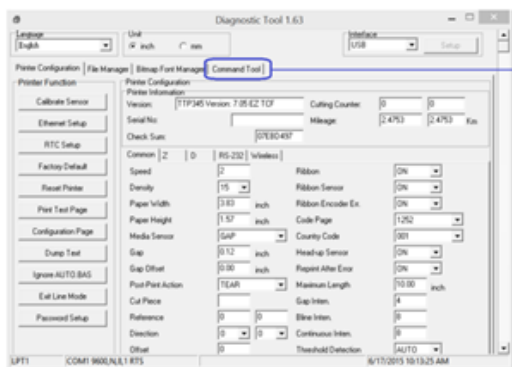 Diagnostic Tool 1.63
Language
English
Unit
inch
mm
Interface
USB
Setup
Printer Configuration
File Manager
Bitmap Font Manager
Command Tool
Printer Function
Calibrate Sensor
Ethernet Setup
RTC Setup
Factory Default
Reset Printer
Print Test Page
Configuration Page
Dump Text
Ignore AUTO.BAS
Exit Line Mode
Password Setup
Printer Configuration
Printer Information
Version: TTP345 Version: 7.05 EZ TCF
Cutting Counter: 0 0
Serial No:
Mileage: 2.4753 2.4753 Km
Check Sum: 07E8D497
Common Z D RS-232 Wireless
Speed 2
Ribbon ON
Density 15
Ribbon Sensor ON
Paper Width 3.83 inch
Ribbon Encoder Err. ON
Paper Height 1.57 inch
Code Page 1252
Media Sensor GAP
Country Code 001
Gap 0.12 inch
Head-up Sensor ON
Gap Offset 0.00 inch
Reprint After Error ON
Post-Print Action TEAR
Maximum Length 10.00 inch
Cut Piece
Gap Inten. 4
Reference 0 0
Bline Inten. 8
Direction 0 0
Continuous Inten. 8
Offset 0
Threshold Detection AUTO
LPT1 COM1 9600,N,8,1 RTS 6/17/2015 10:13:25 AM